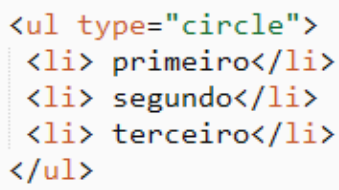 <ul type="circle">
<li> primeiro</li>
<li> segundo</li>
<li> terceiro</li>
</ul>